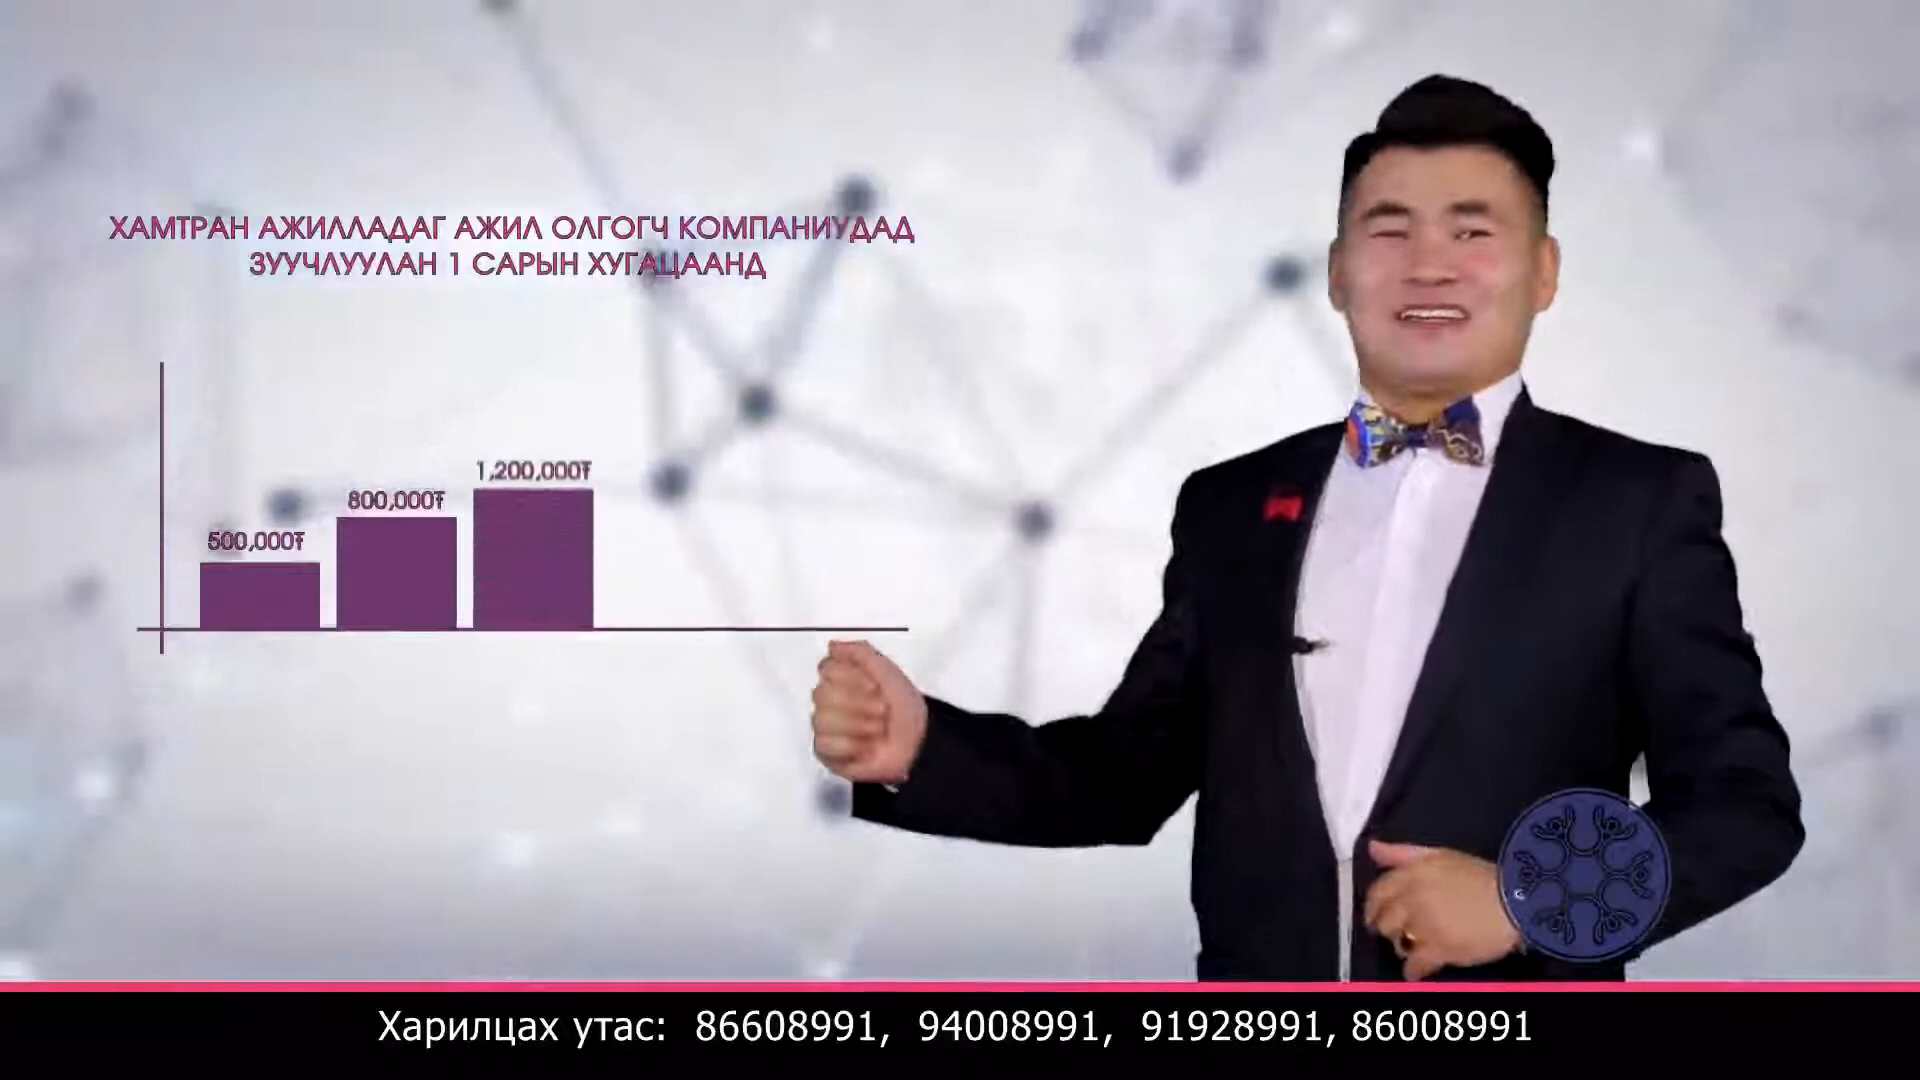 ХАМТРАН АЖИЛЛАДАГ АЖИЛ ОЛГОГЧ КОМПАНИУДАД
ЗУУЧЛУУЛАН 1 САРЫН ХУГАЦААНД
1,200,000₮
800,000₮
500,000₮
Харилцах утас: 86608991, 94008991, 91928991, 86008991